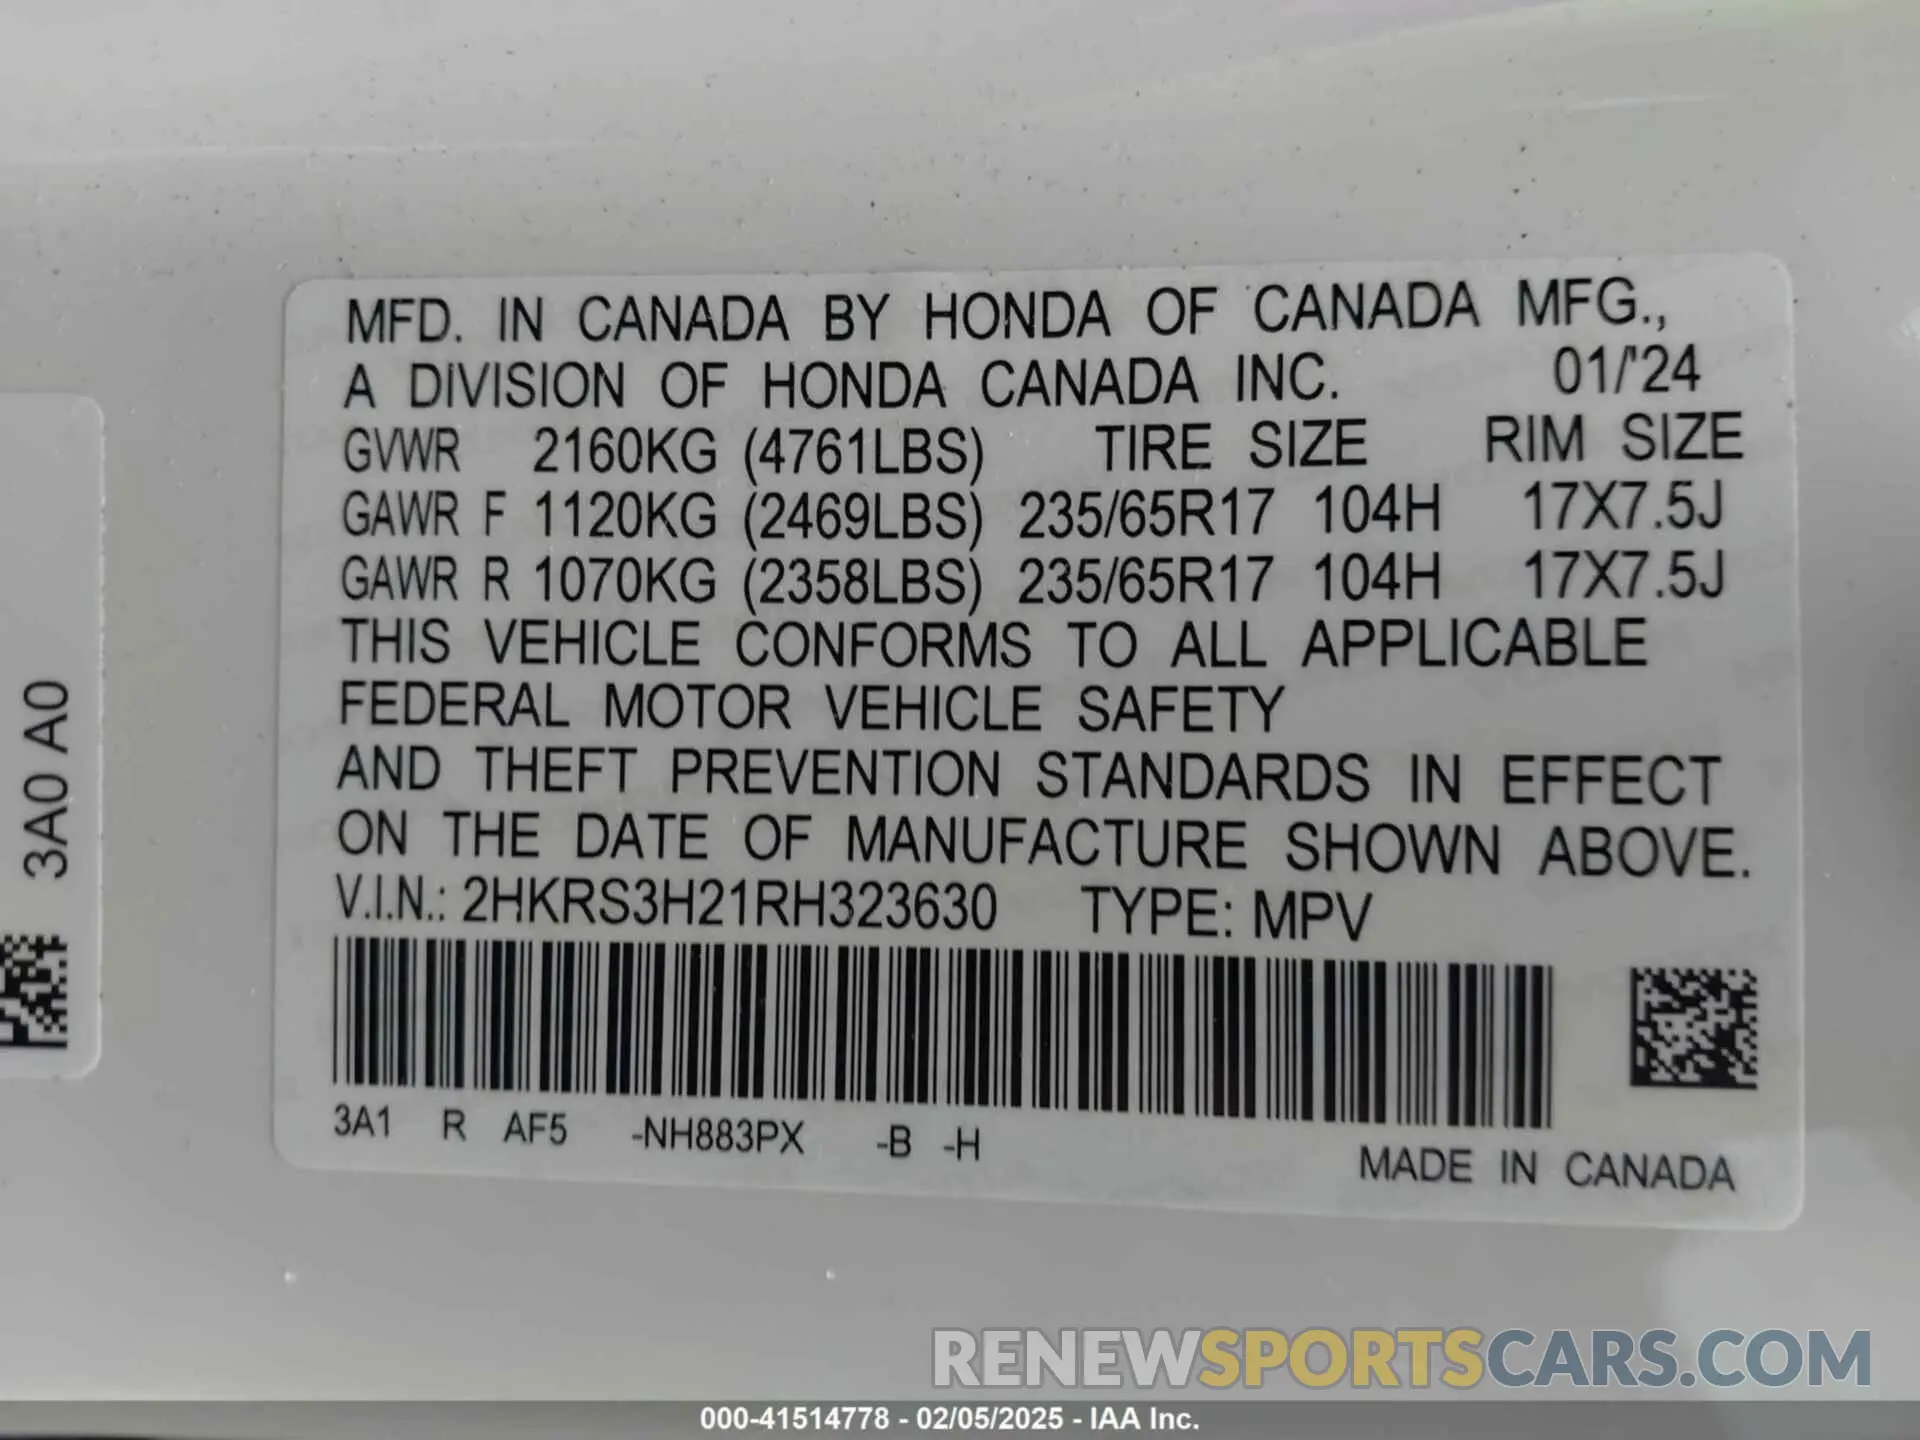 MFD. IN CANADA BY HONDA OF CANADA MFG.,
A DIVISION OF HONDA CANADA INC. 01/'24
GVWR 2160KG (4761LBS) TIRE SIZE RIM SIZE
GAWR F 1120KG (2469LBS) 235/65R17 104H 17X7.5J
GAWR R 1070KG (2358LBS) 235/65R17 104H 17X7.5J
THIS VEHICLE CONFORMS TO ALL APPLICABLE
FEDERAL MOTOR VEHICLE SAFETY
AND THEFT PREVENTION STANDARDS IN EFFECT
ON THE DATE OF MANUFACTURE SHOWN ABOVE.
V.I.N.: 2HKRS3H21RH323630 TYPE: MPV
3A1 R AF5 -NH883PX -B -H
MADE IN CANADA
3A0 A0
RENEWSPORTSCARS.COM
000-41514778 - 02/05/2025 - IAA Inc.